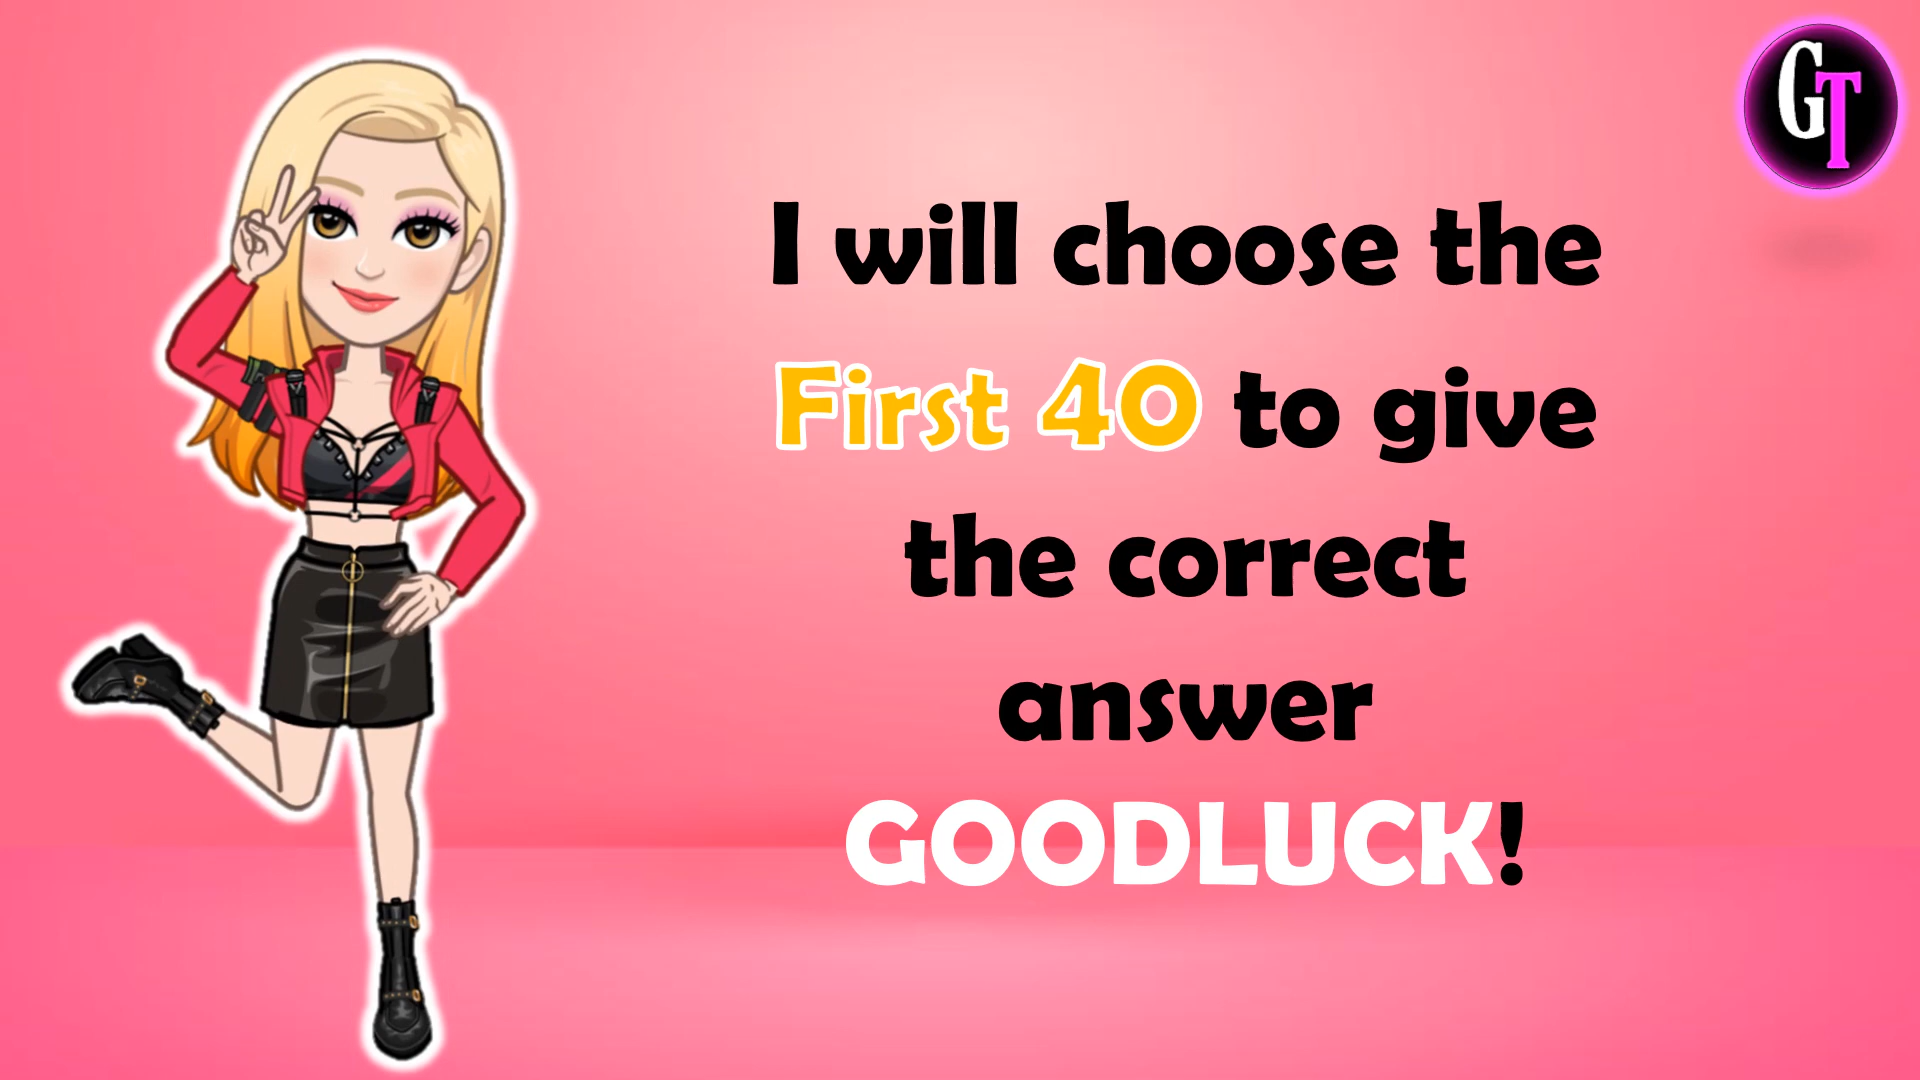 GT
I will choose the
First 40 to give
the correct
answer
GOODLUCK!